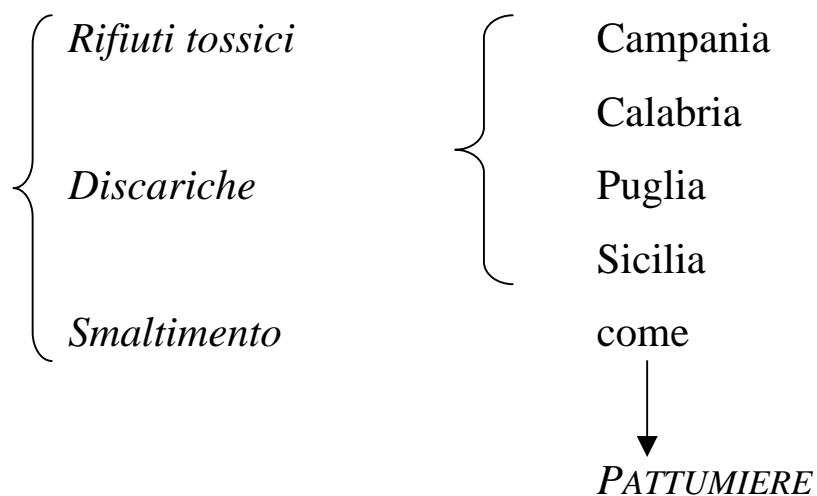 Rifiuti tossici
Discariche
Smaltimento
Campania
Calabria
Puglia
Sicilia
come
PATTUMIERE